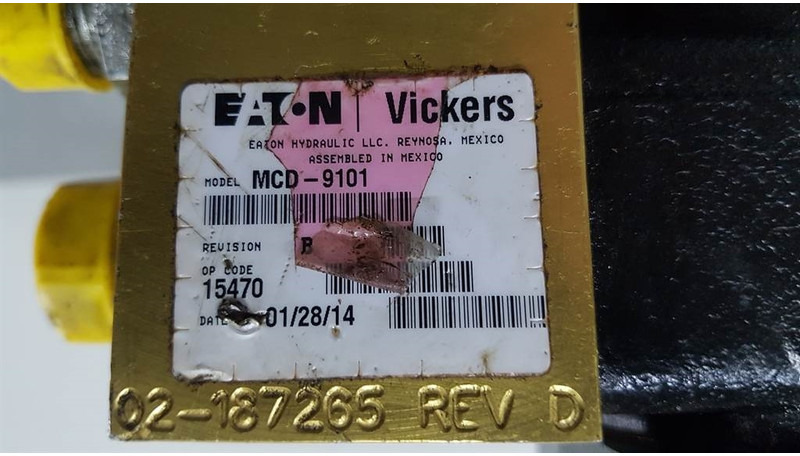 EATON | Vickers
EATON HYDRAULIC LLC. REYNOSA, MEXICO
ASSEMBLED IN MEXICO
MODEL MCD-9101
REVISION B
OP CODE
15470
DATE 01/28/14
02-187265 REV D